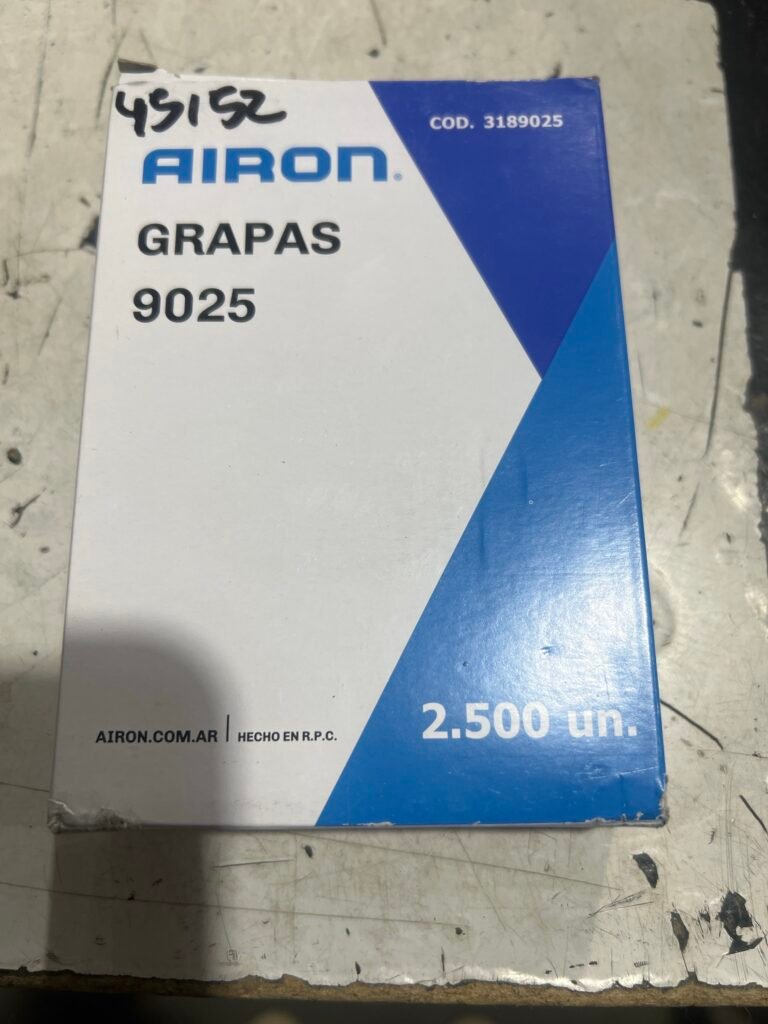 45152
COD. 3189025
AIRON®
GRAPAS
9025
AIRON.COM.AR | HECHO EN R.P.C.
2.500 un.